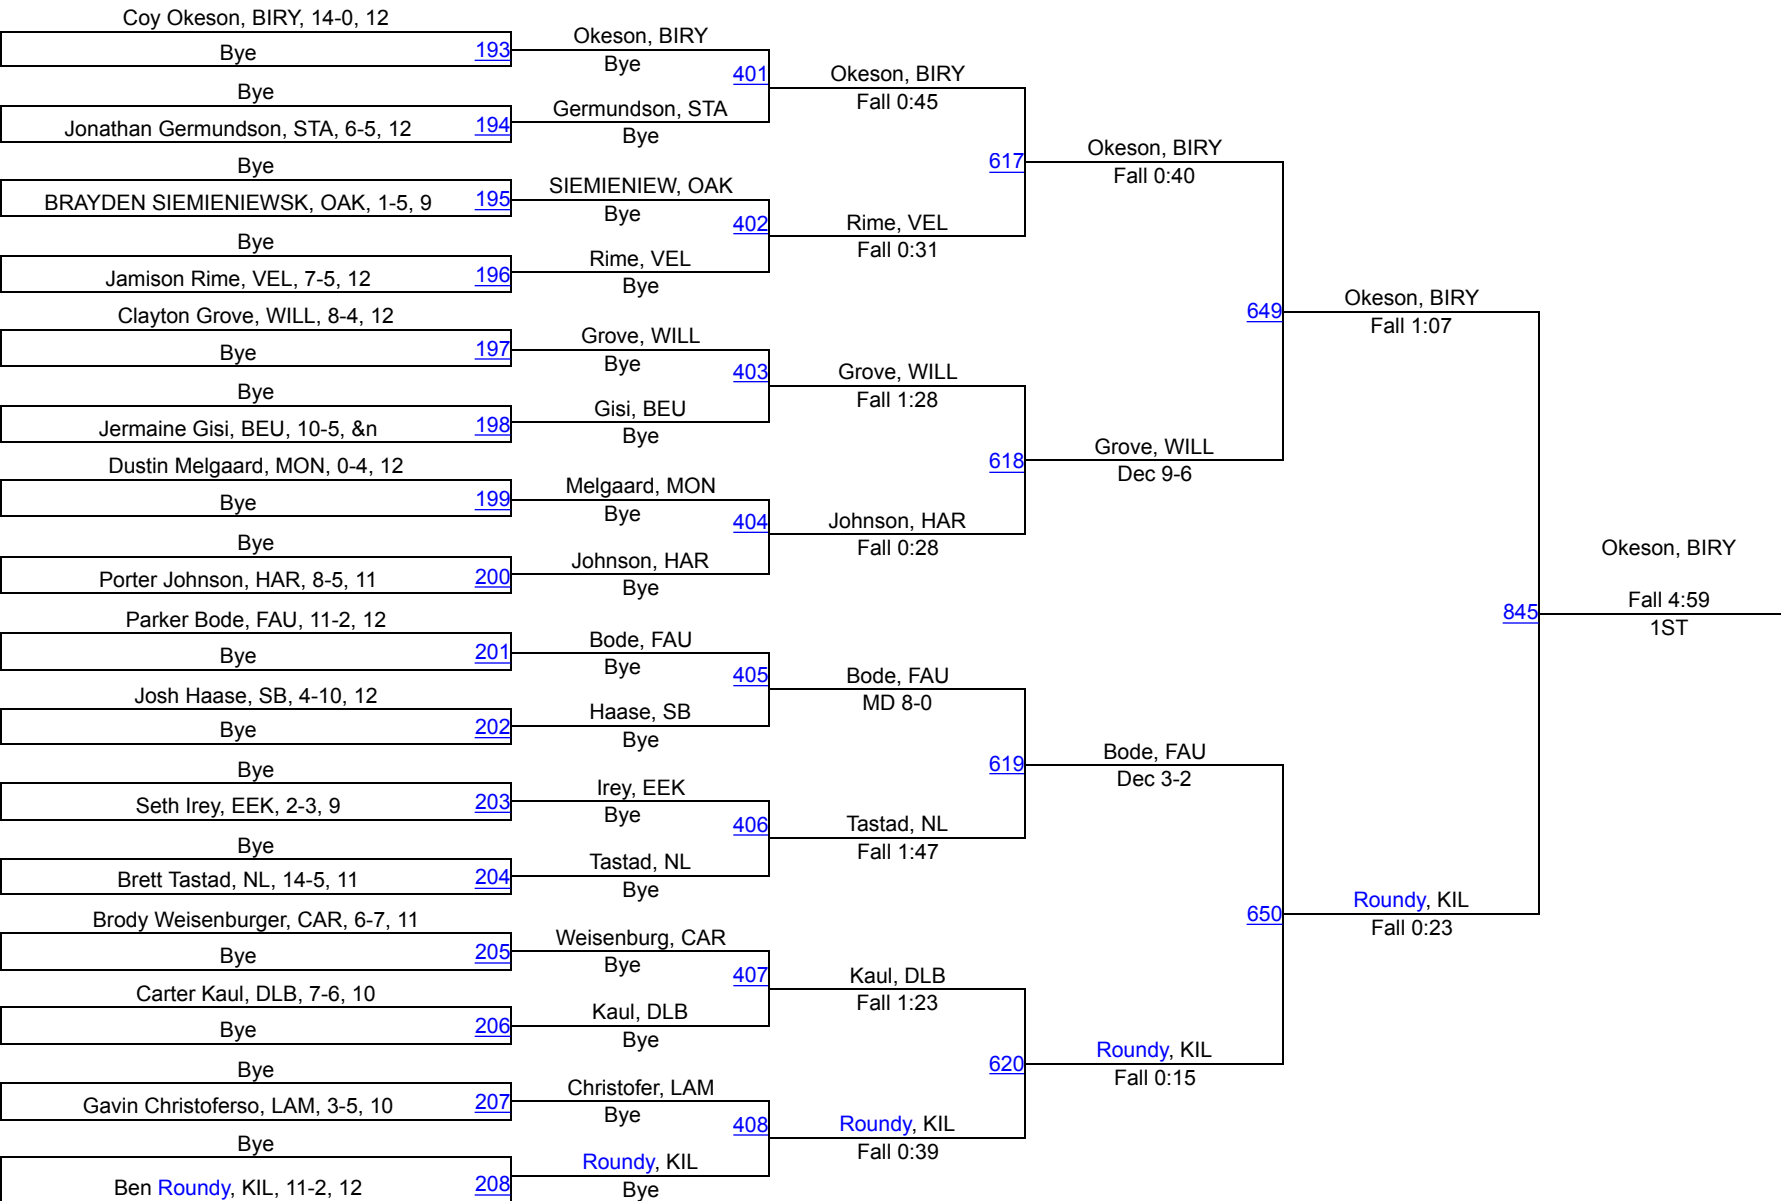 Coy Okeson, BIRY, 14-0, 12
Bye
193
Bye
Jonathan Germundson, STA, 6-5, 12
194
Bye
BRAYDEN SIEMIENIEWSK, OAK, 1-5, 9
195
Bye
Jamison Rime, VEL, 7-5, 12
196
Clayton Grove, WILL, 8-4, 12
Bye
197
Bye
Jermaine Gisi, BEU, 10-5, &n
198
Dustin Melgaard, MON, 0-4, 12
Bye
199
Bye
Porter Johnson, HAR, 8-5, 11
200
Parker Bode, FAU, 11-2, 12
Bye
201
Josh Haase, SB, 4-10, 12
Bye
202
Bye
Seth Irey, EEK, 2-3, 9
203
Bye
Brett Tastad, NL, 14-5, 11
204
Brody Weisenburger, CAR, 6-7, 11
Bye
205
Carter Kaul, DLB, 7-6, 10
Bye
206
Bye
Gavin Christoferso, LAM, 3-5, 10
207
Bye
Ben Roundy, KIL, 11-2, 12
208
Okeson, BIRY
Bye
401
Germundson, STA
Bye
SIEMIENIEW, OAK
Bye
402
Rime, VEL
Bye
Grove, WILL
Bye
403
Gisi, BEU
Bye
Melgaard, MON
Bye
404
Johnson, HAR
Bye
Bode, FAU
Bye
405
Haase, SB
Bye
Irey, EEK
Bye
406
Tastad, NL
Bye
Weisenburg, CAR
Bye
407
Kaul, DLB
Bye
Christofer, LAM
Bye
408
Roundy, KIL
Bye
Okeson, BIRY
Fall 0:45
617
Rime, VEL
Fall 0:31
Grove, WILL
Fall 1:28
618
Johnson, HAR
Fall 0:28
Bode, FAU
MD 8-0
619
Tastad, NL
Fall 1:47
Kaul, DLB
Fall 1:23
620
Roundy, KIL
Fall 0:39
Okeson, BIRY
Fall 0:40
649
Grove, WILL
Dec 9-6
Bode, FAU
Dec 3-2
650
Roundy, KIL
Fall 0:15
Okeson, BIRY
Fall 1:07
845
Roundy, KIL
Fall 0:23
Okeson, BIRY
Fall 4:59
1ST